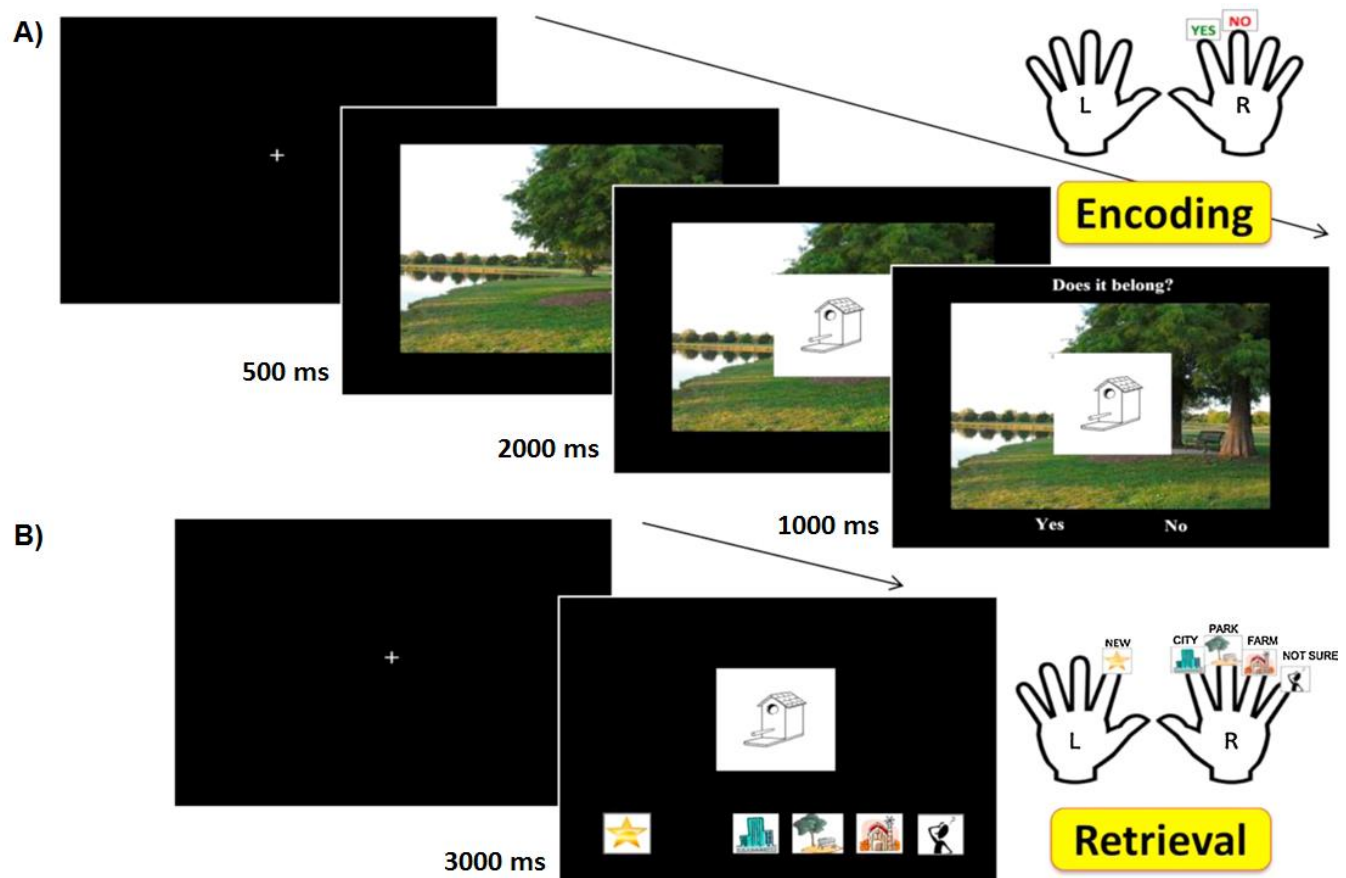 A)
YES
NO
L
R
Encoding
500 ms
Does it belong?
2000 ms
1000 ms
Yes No
B)
NEW
CITY
PARK
FARM
NOT SURE
L
R
3000 ms
Retrieval